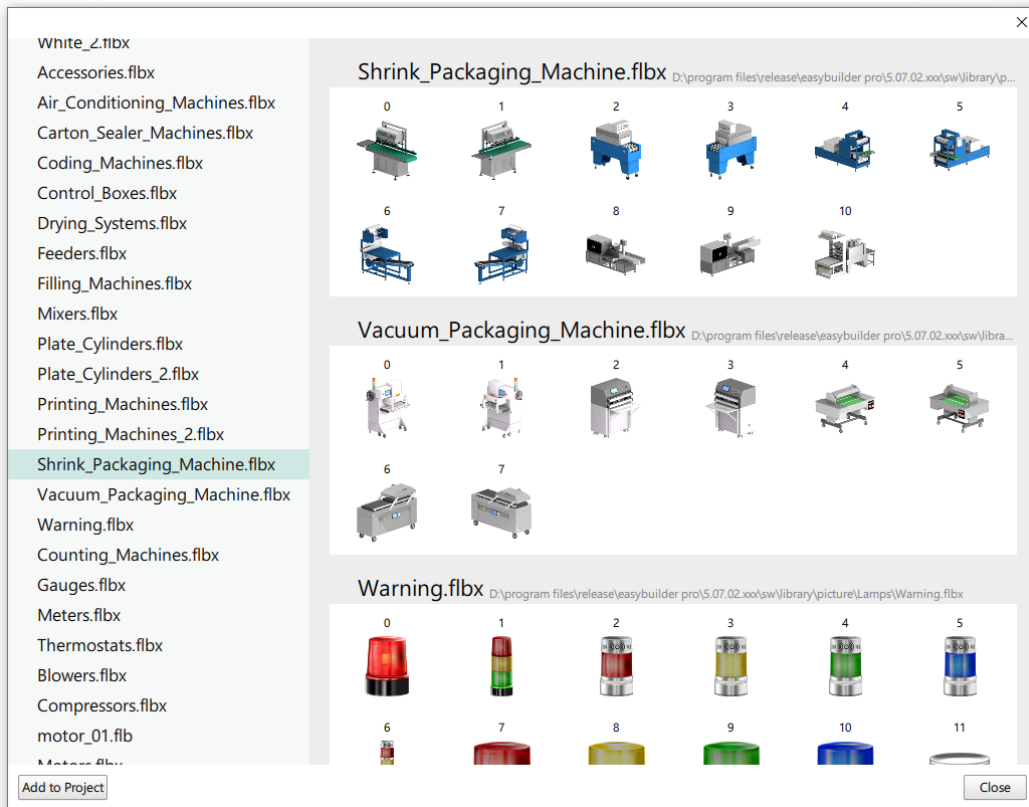 White_2.flbx
Accessories.flbx
Air_Conditioning_Machines.flbx
Carton_Sealer_Machines.flbx
Coding_Machines.flbx
Control_Boxes.flbx
Drying_Systems.flbx
Feeders.flbx
Filling_Machines.flbx
Mixers.flbx
Plate_Cylinders.flbx
Plate_Cylinders_2.flbx
Printing_Machines.flbx
Printing_Machines_2.flbx
Shrink_Packaging_Machine.flbx
Vacuum_Packaging_Machine.flbx
Warning.flbx
Counting_Machines.flbx
Gauges.flbx
Meters.flbx
Thermostats.flbx
Blowers.flbx
Compressors.flbx
motor_01.flb
Motors.flbx
Shrink_Packaging_Machine.flbx D:\program files\release\easybuilder pro\5.07.02.xxx\sw\library\p...
0 1 2 3 4 5
6 7 8 9 10
Vacuum_Packaging_Machine.flbx D:\program files\release\easybuilder pro\5.07.02.xxx\sw\libra...
0 1 2 3 4 5
6 7
Warning.flbx D:\program files\release\easybuilder pro\5.07.02.xxx\sw\library\picture\Lamps\Warning.flbx
0 1 2 3 4 5
6 7 8 9 10 11
Add to Project
Close